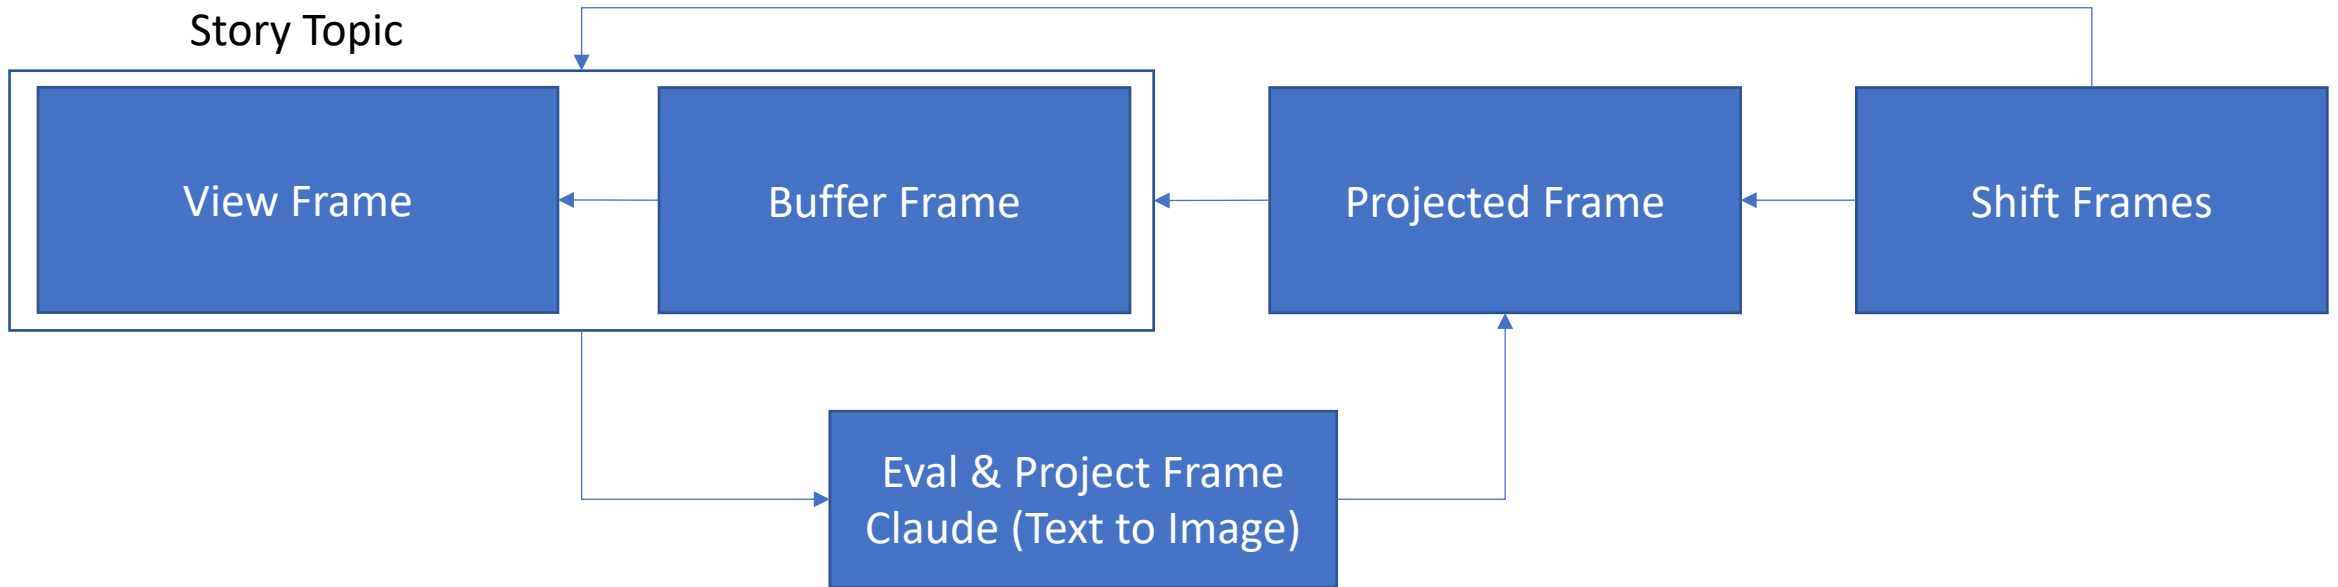 Story Topic
View Frame
Buffer Frame
Projected Frame
Shift Frames
Eval & Project Frame
Claude (Text to Image)